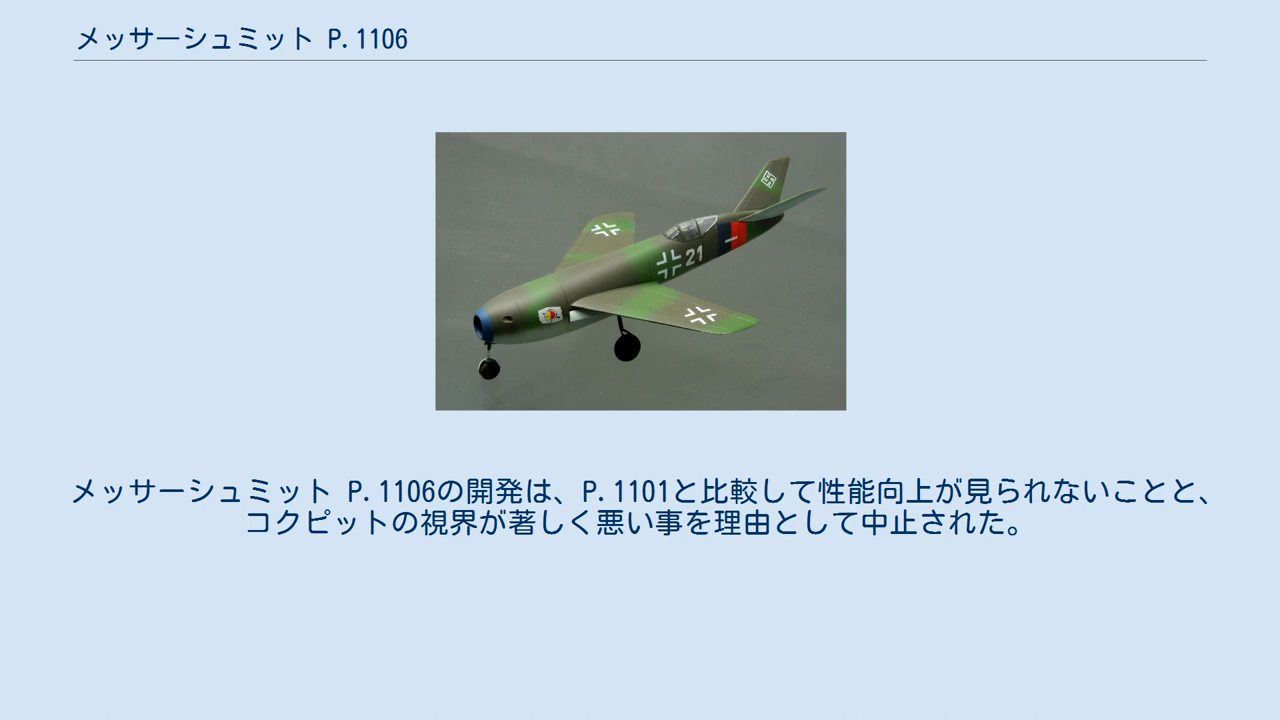 メッサーシュミット P.1106
21
メッサーシュミット P.1106の開発は、P.1101と比較して性能向上が見られないことと、
コクピットの視界が著しく悪い事を理由として中止された。